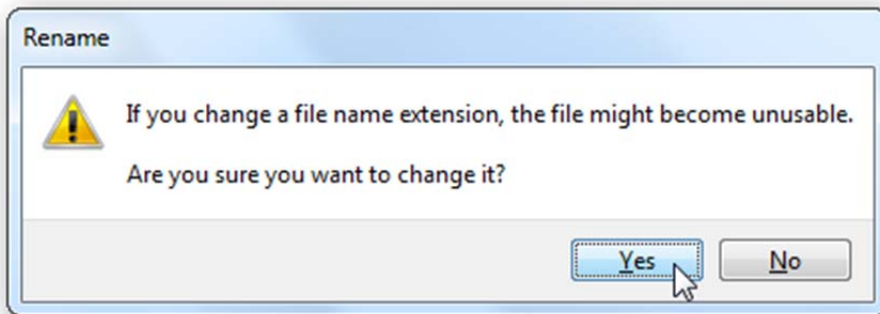 Rename
If you change a file name extension, the file might become unusable.
Are you sure you want to change it?
Yes
No